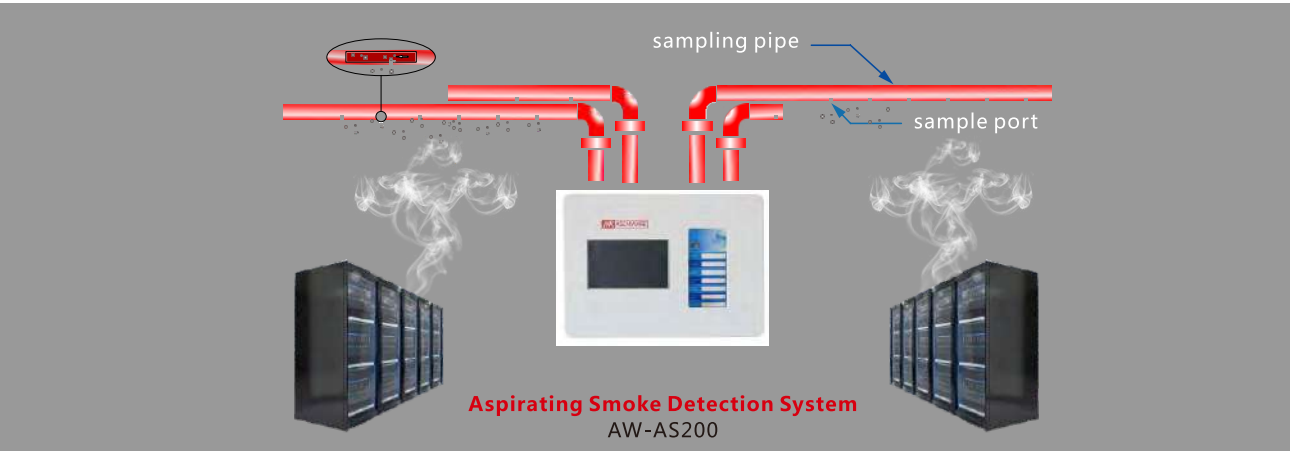 sampling pipe
sample port
Aspirating Smoke Detection System
AW-AS200